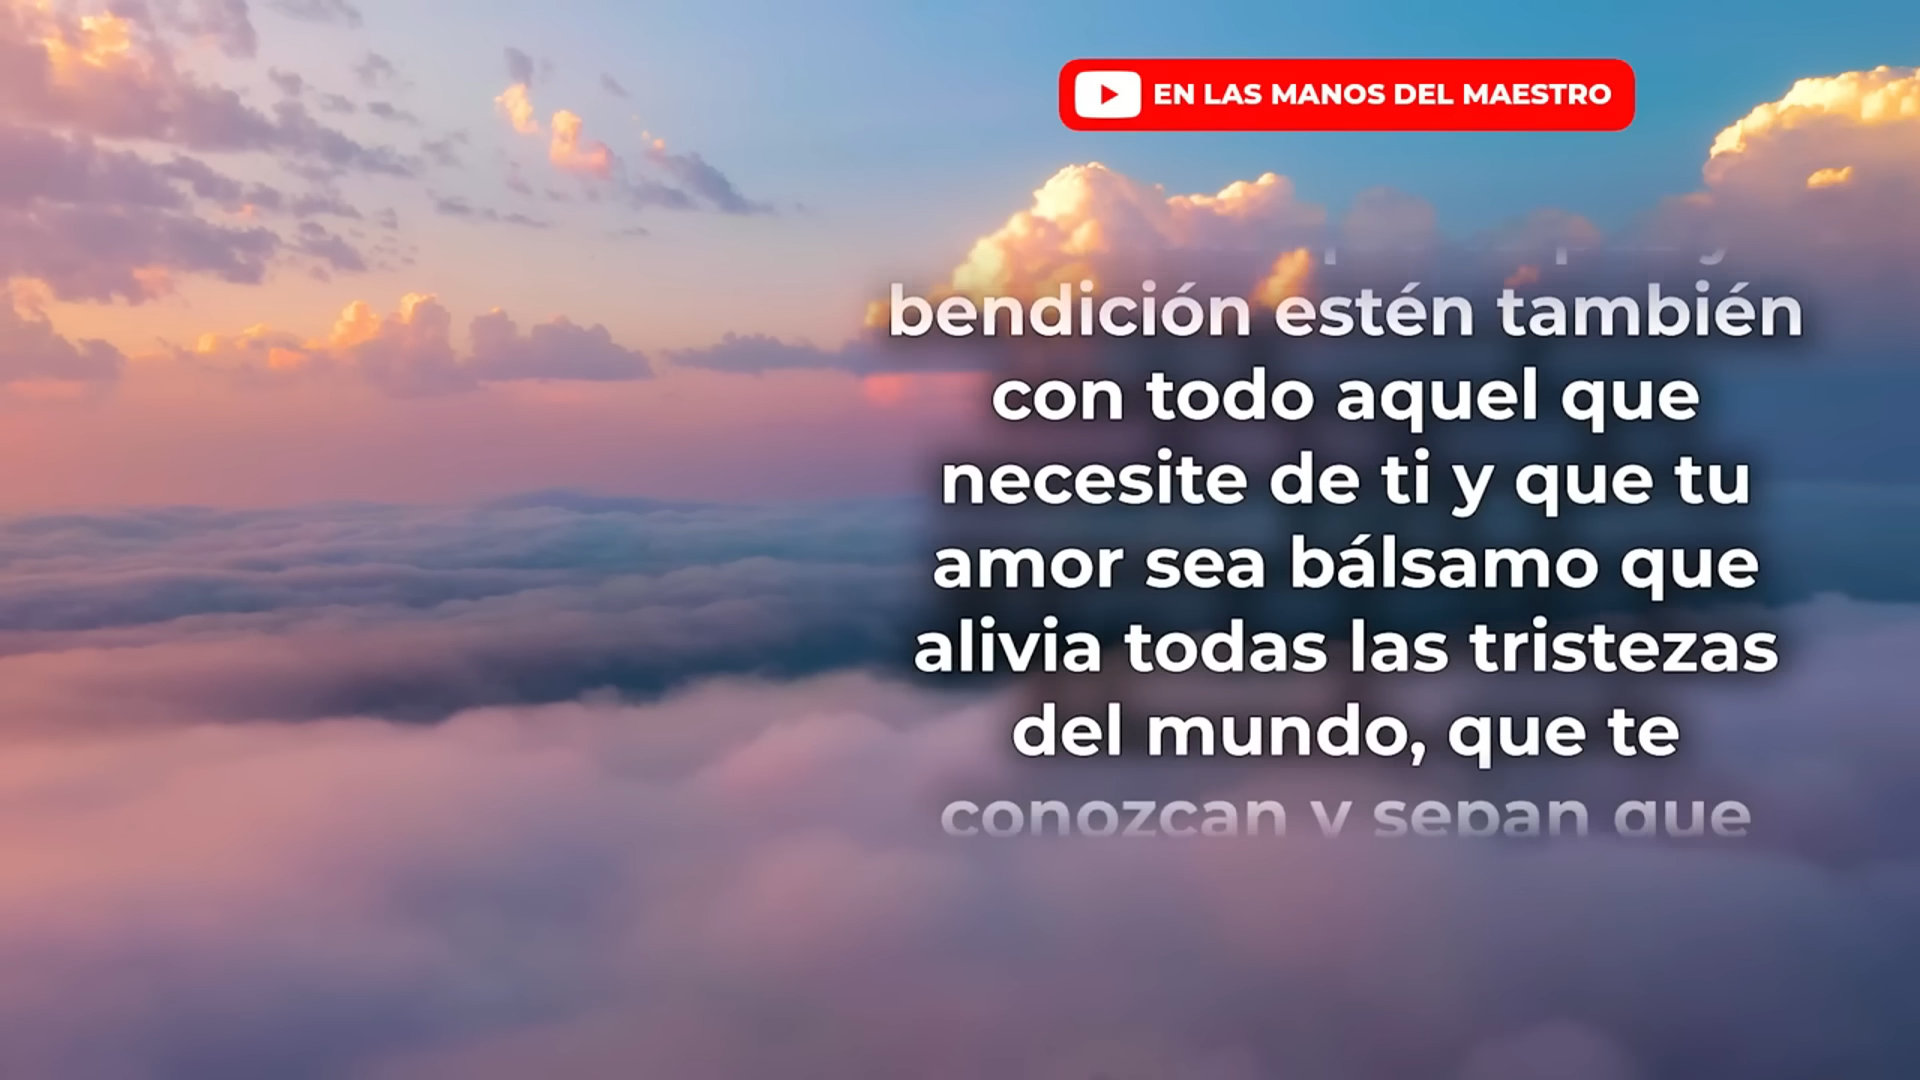 EN LAS MANOS DEL MAESTRO
bendición estén también
con todo aquel que
necesite de ti y que tu
amor sea bálsamo que
alivia todas las tristezas
del mundo, que te
conozcan y sepan que